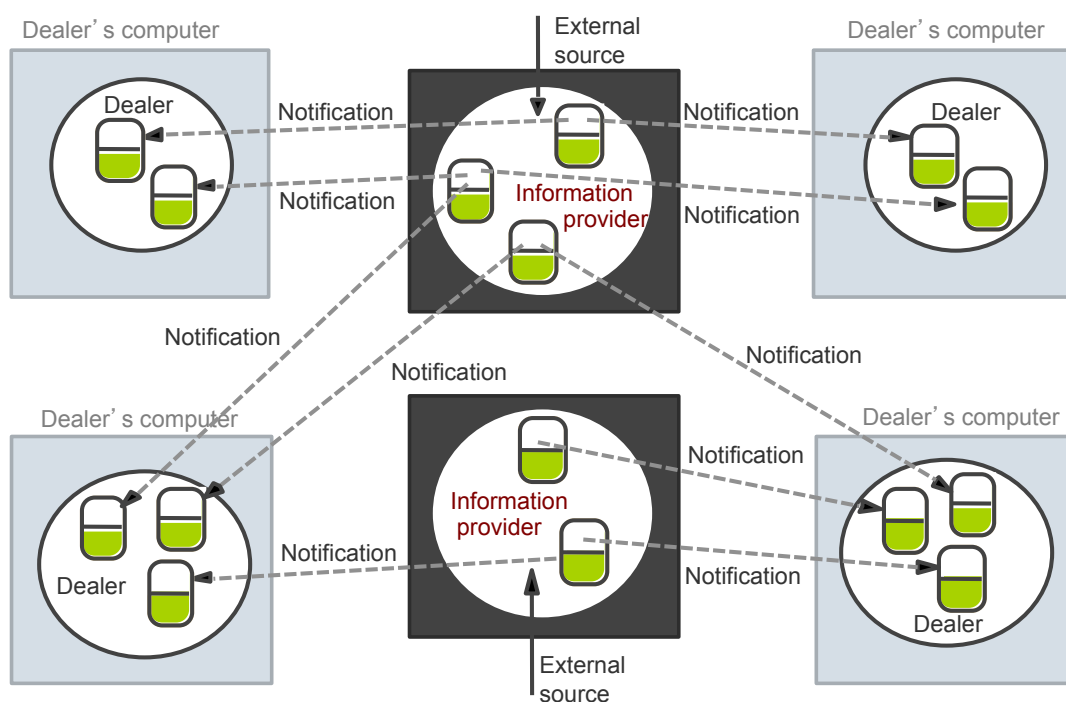 Dealer’s computer
External
source
Dealer’s computer
Dealer
Notification
Notification
Dealer
Information
provider
Notification
Notification
Notification
Notification
Notification
Dealer’s computer
Dealer’s computer
Notification
Information
provider
Notification
Dealer
Notification
Dealer
External
source